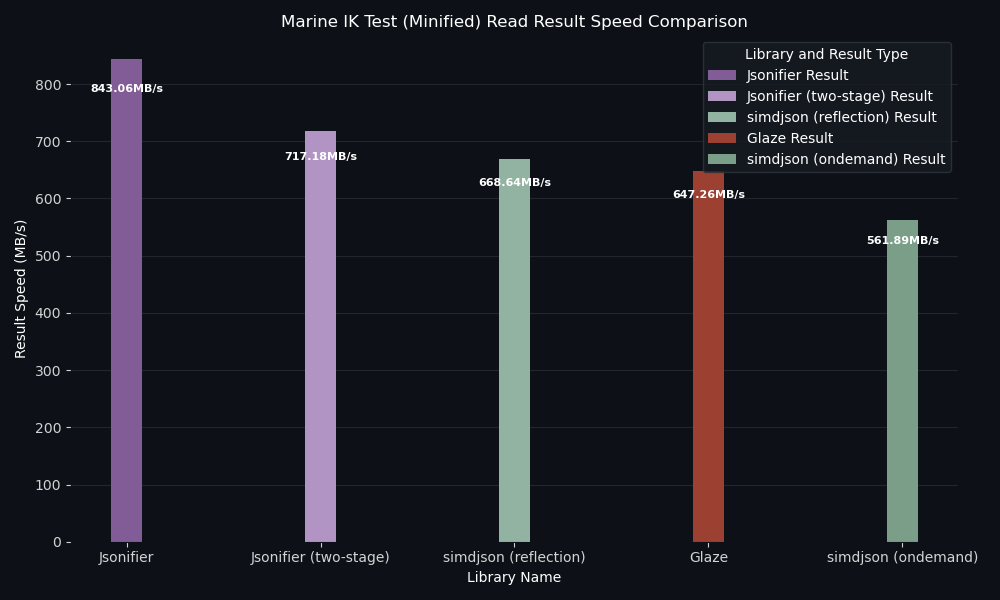 Marine IK Test (Minified) Read Result Speed Comparison
Library and Result Type
Jsonifier Result
Jsonifier (two-stage) Result
simdjson (reflection) Result
Glaze Result
simdjson (ondemand) Result
843.06MB/s
717.18MB/s
668.64MB/s
647.26MB/s
561.89MB/s
Result Speed (MB/s)
800
700
600
500
400
300
200
100
0
Jsonifier
Jsonifier (two-stage)
simdjson (reflection)
Glaze
simdjson (ondemand)
Library Name